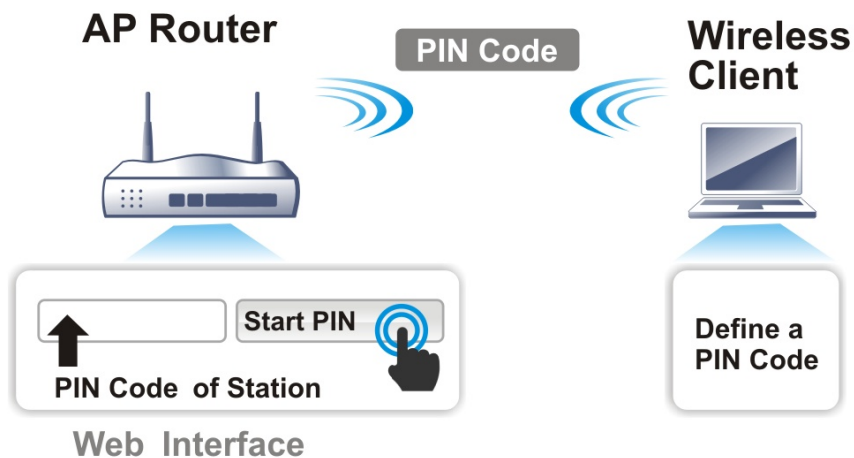 AP Router
PIN Code
Wireless
Client
Start PIN
PIN Code of Station
Web Interface
Define a
PIN Code